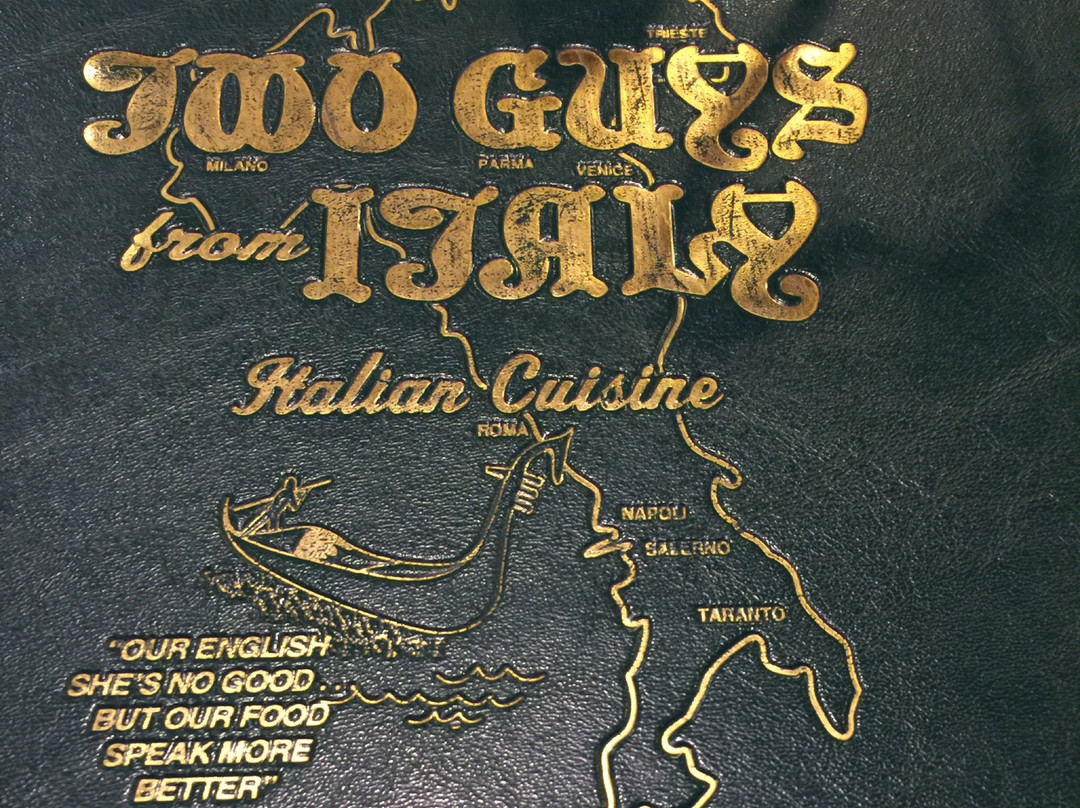 TRIESTE
TWO GUYS
MILANO PARMA VENICE
from ITALY
Italian Cuisine
ROMA
NAPOLI
SALERNO
TARANTO
"OUR ENGLISH
SHE'S NO GOOD...
BUT OUR FOOD
SPEAK MORE
BETTER"